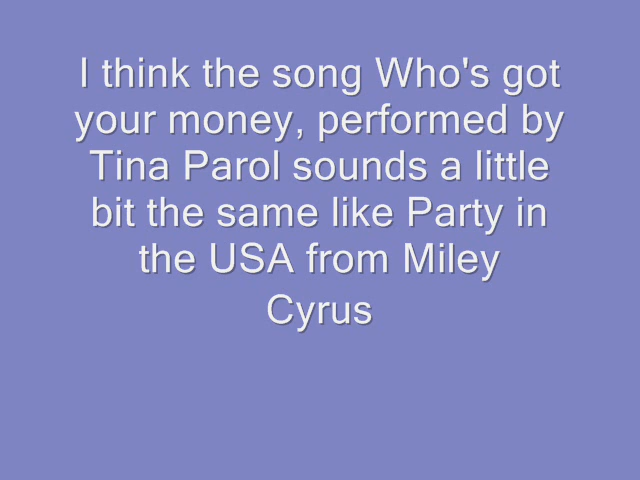 I think the song Who's got
your money, performed by
Tina Parol sounds a little
bit the same like Party in
the USA from Miley
Cyrus